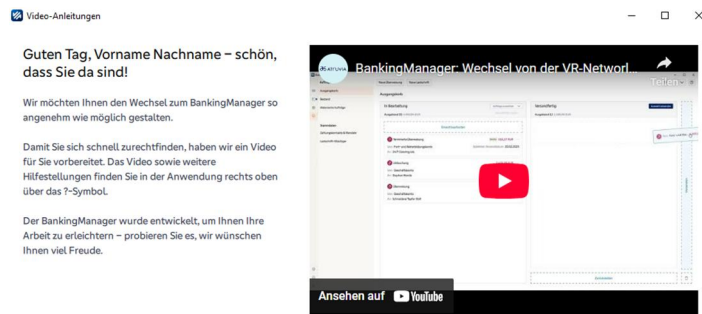 Video-Anleitungen
Guten Tag, Vorname Nachname – schön,
dass Sie da sind!
Wir möchten Ihnen den Wechsel zum BankingManager so
angenehm wie möglich gestalten.
Damit Sie sich schnell zurechtfinden, haben wir ein Video
für Sie vorbereitet. Das Video sowie weitere
Hilfestellungen finden Sie in der Anwendung rechts oben
über das ?-Symbol.
Der BankingManager wurde entwickelt, um Ihnen Ihre
Arbeit zu erleichtern – probieren Sie es, wir wünschen
Ihnen viel Freude.
ATRUVIA
BankingManager: Wechsel von der VR-Networl...
Teilen
Ausgangskorb
In Bearbeitung
Versandfertig
Ansehen auf YouTube